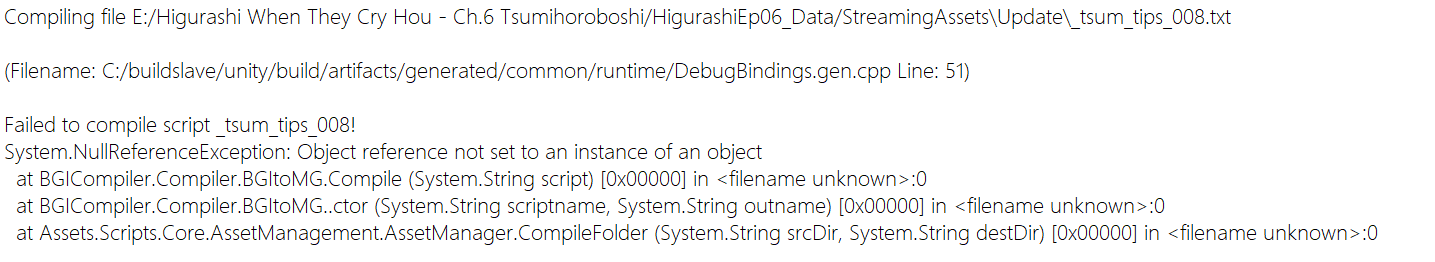 Compiling file E:/Higurashi When They Cry Hou - Ch.6 Tsumihoroboshi/HigurashiEp06_Data/StreamingAssets\Update\_tsum_tips_008.txt
(Filename: C:/buildslave/unity/build/artifacts/generated/common/runtime/DebugBindings.gen.cpp Line: 51)
Failed to compile script _tsum_tips_008!
System.NullReferenceException: Object reference not set to an instance of an object
at BGICompiler.Compiler.BGItoMG.Compile (System.String script) [0x00000] in <filename unknown>:0
at BGICompiler.Compiler.BGItoMG..ctor (System.String scriptname, System.String outname) [0x00000] in <filename unknown>:0
at Assets.Scripts.Core.AssetManagement.AssetManager.CompileFolder (System.String srcDir, System.String destDir) [0x00000] in <filename unknown>:0